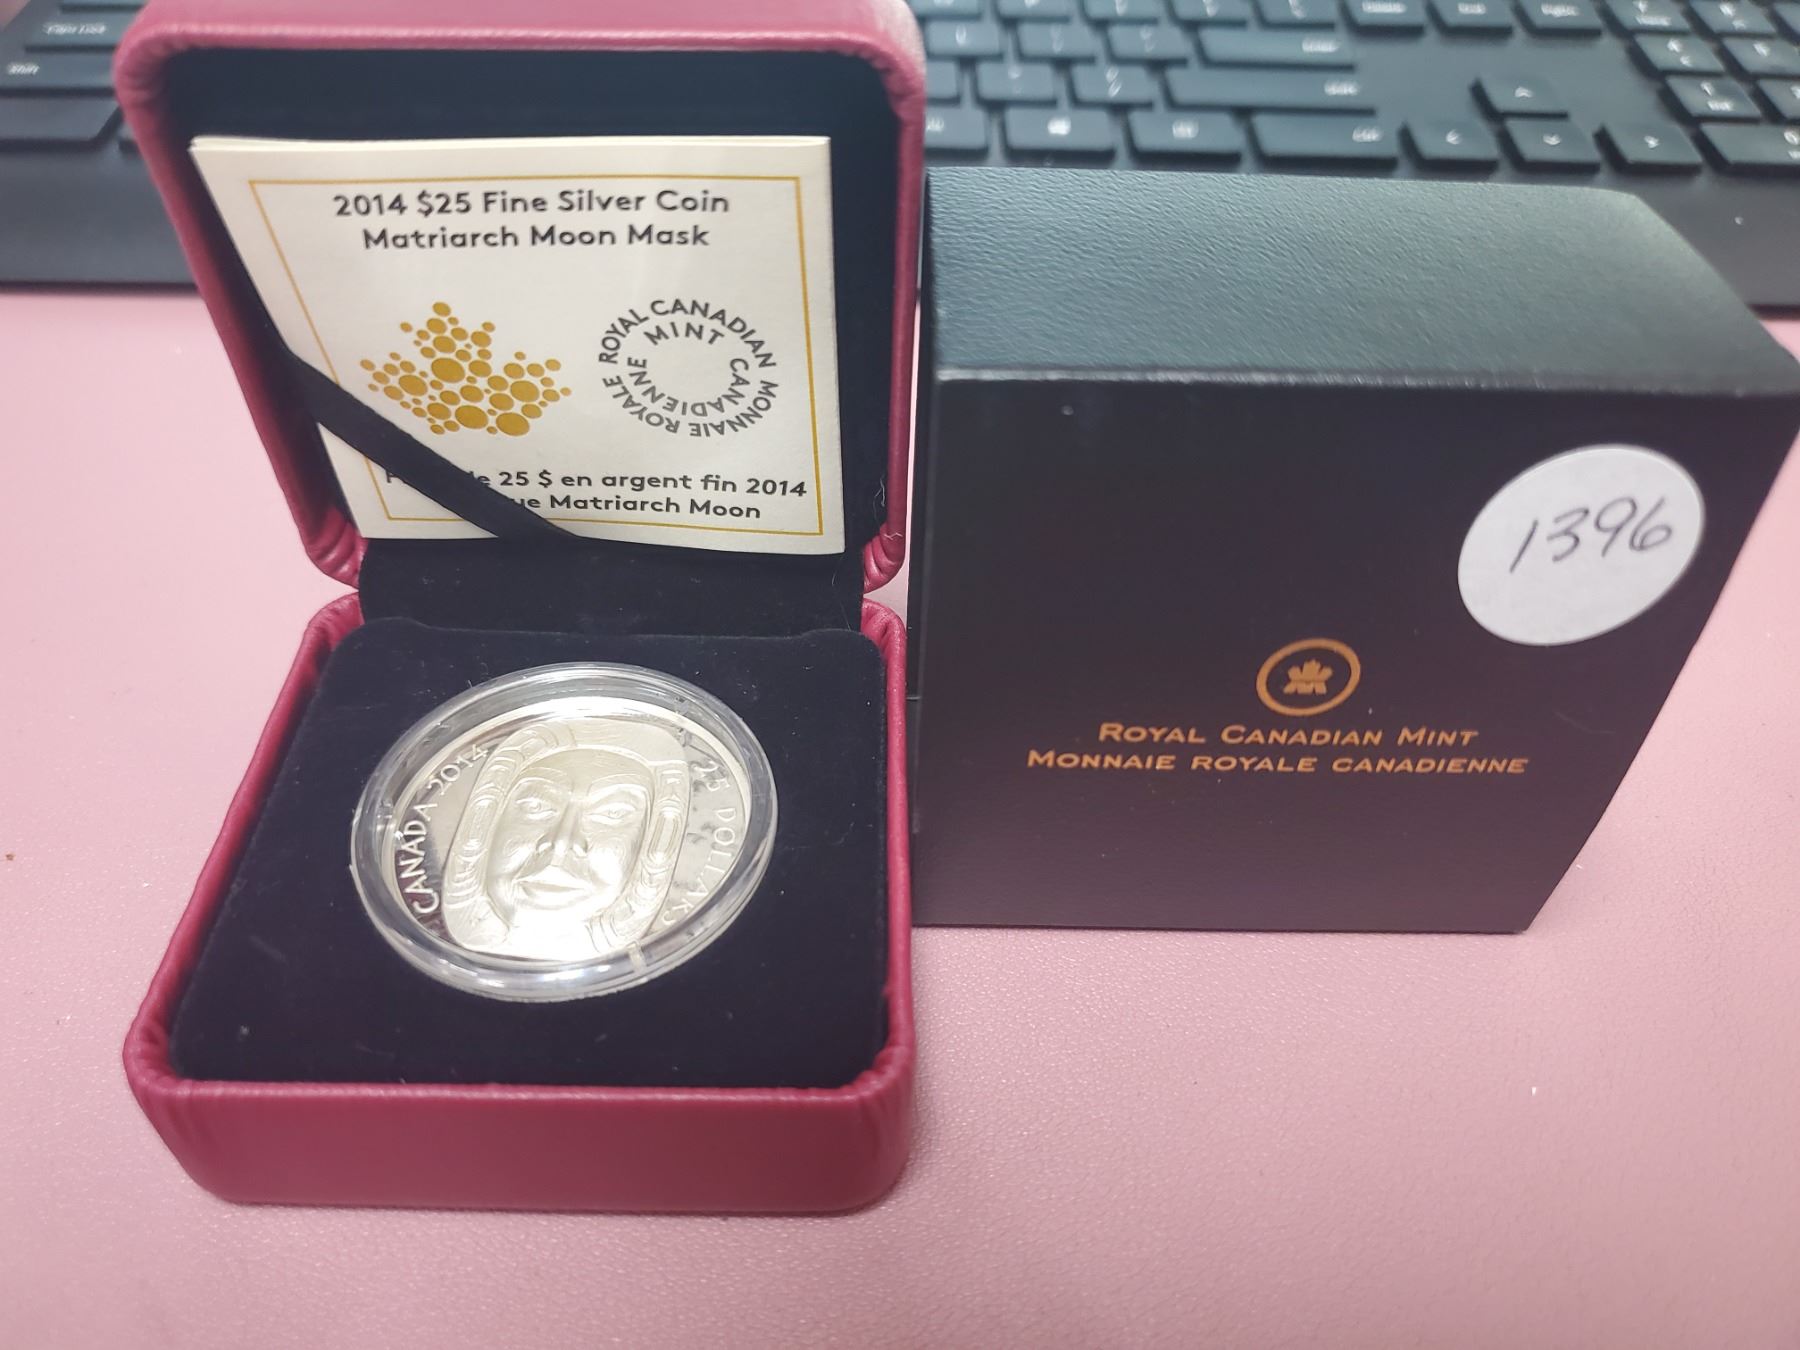 2014 $25 Fine Silver Coin
Matriarch Moon Mask
ROYAL CANADIAN MINT
MONNAIE ROYALE CANADIENNE
25 $ en argent fin 2014
Matriarch Moon
CANADA 2014
25 DOLLARS
1396
ROYAL CANADIAN MINT
MONNAIE ROYALE CANADIENNE